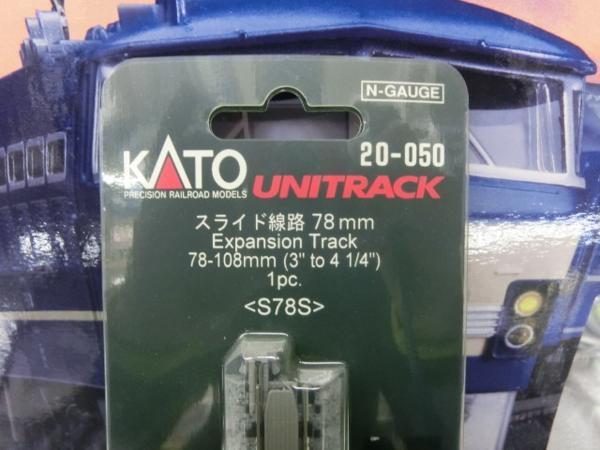 N-GAUGE
KATO
PRECISION RAILROAD MODELS
20-050
UNITRACK
スライド線路 78mm
Expansion Track
78-108mm (3" to 4 1/4")
1pc.
<S78S>